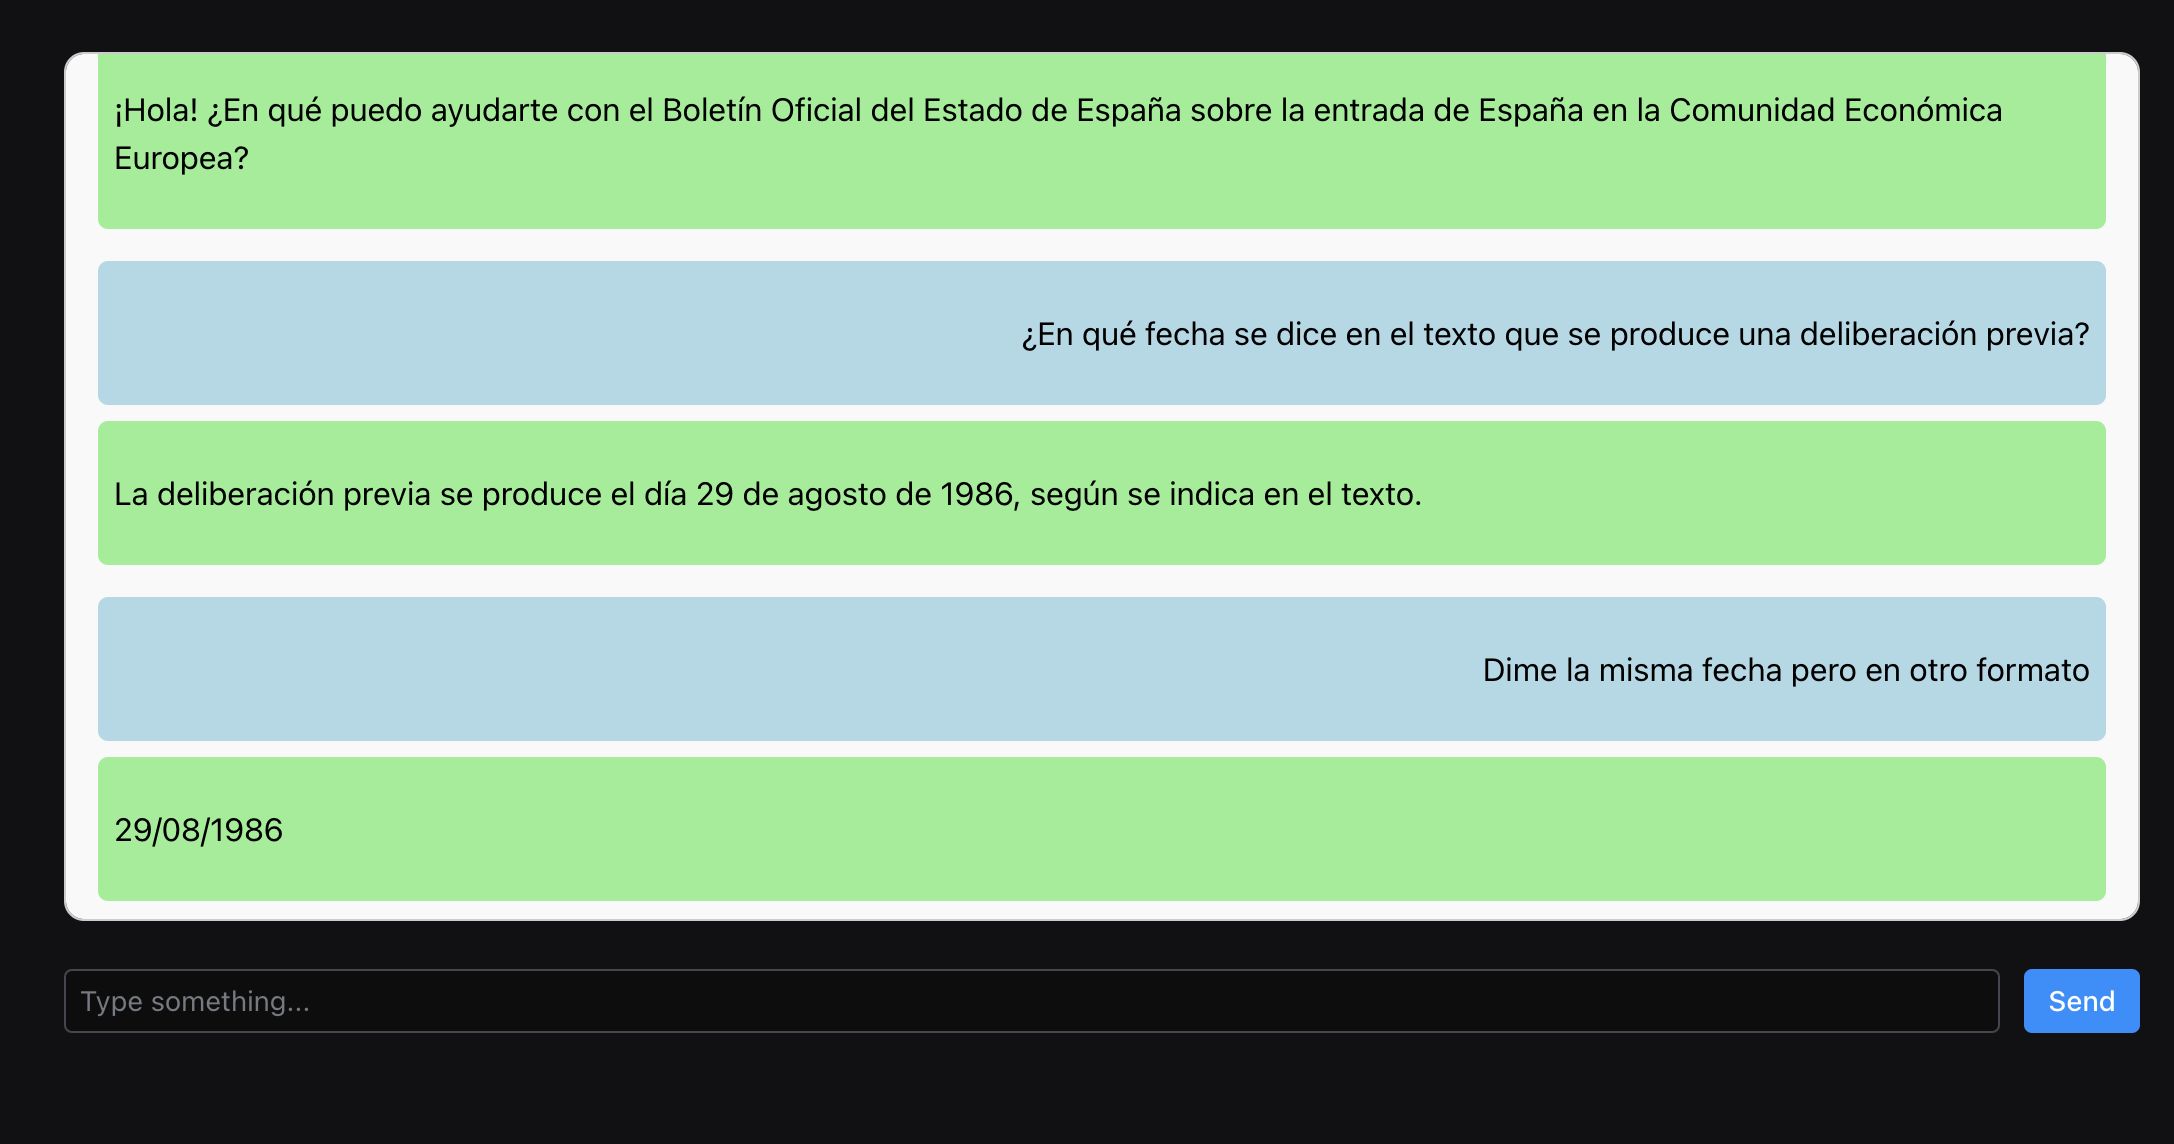 ¡Hola! ¿En qué puedo ayudarte con el Boletín Oficial del Estado de España sobre la entrada de España en la Comunidad Económica
Europea?
¿En qué fecha se dice en el texto que se produce una deliberación previa?
La deliberación previa se produce el día 29 de agosto de 1986, según se indica en el texto.
Dime la misma fecha pero en otro formato
29/08/1986
Type something...
Send